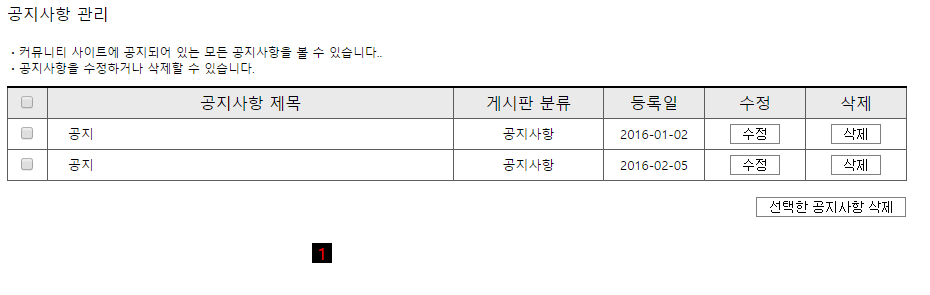 공지사항 관리
· 커뮤니티 사이트에 공지되어 있는 모든 공지사항을 볼 수 있습니다..
· 공지사항을 수정하거나 삭제할 수 있습니다.
공지사항 제목 게시판 분류 등록일 수정 삭제
공지 공지사항 2016-01-02 수정 삭제
공지 공지사항 2016-02-05 수정 삭제
선택한 공지사항 삭제
1